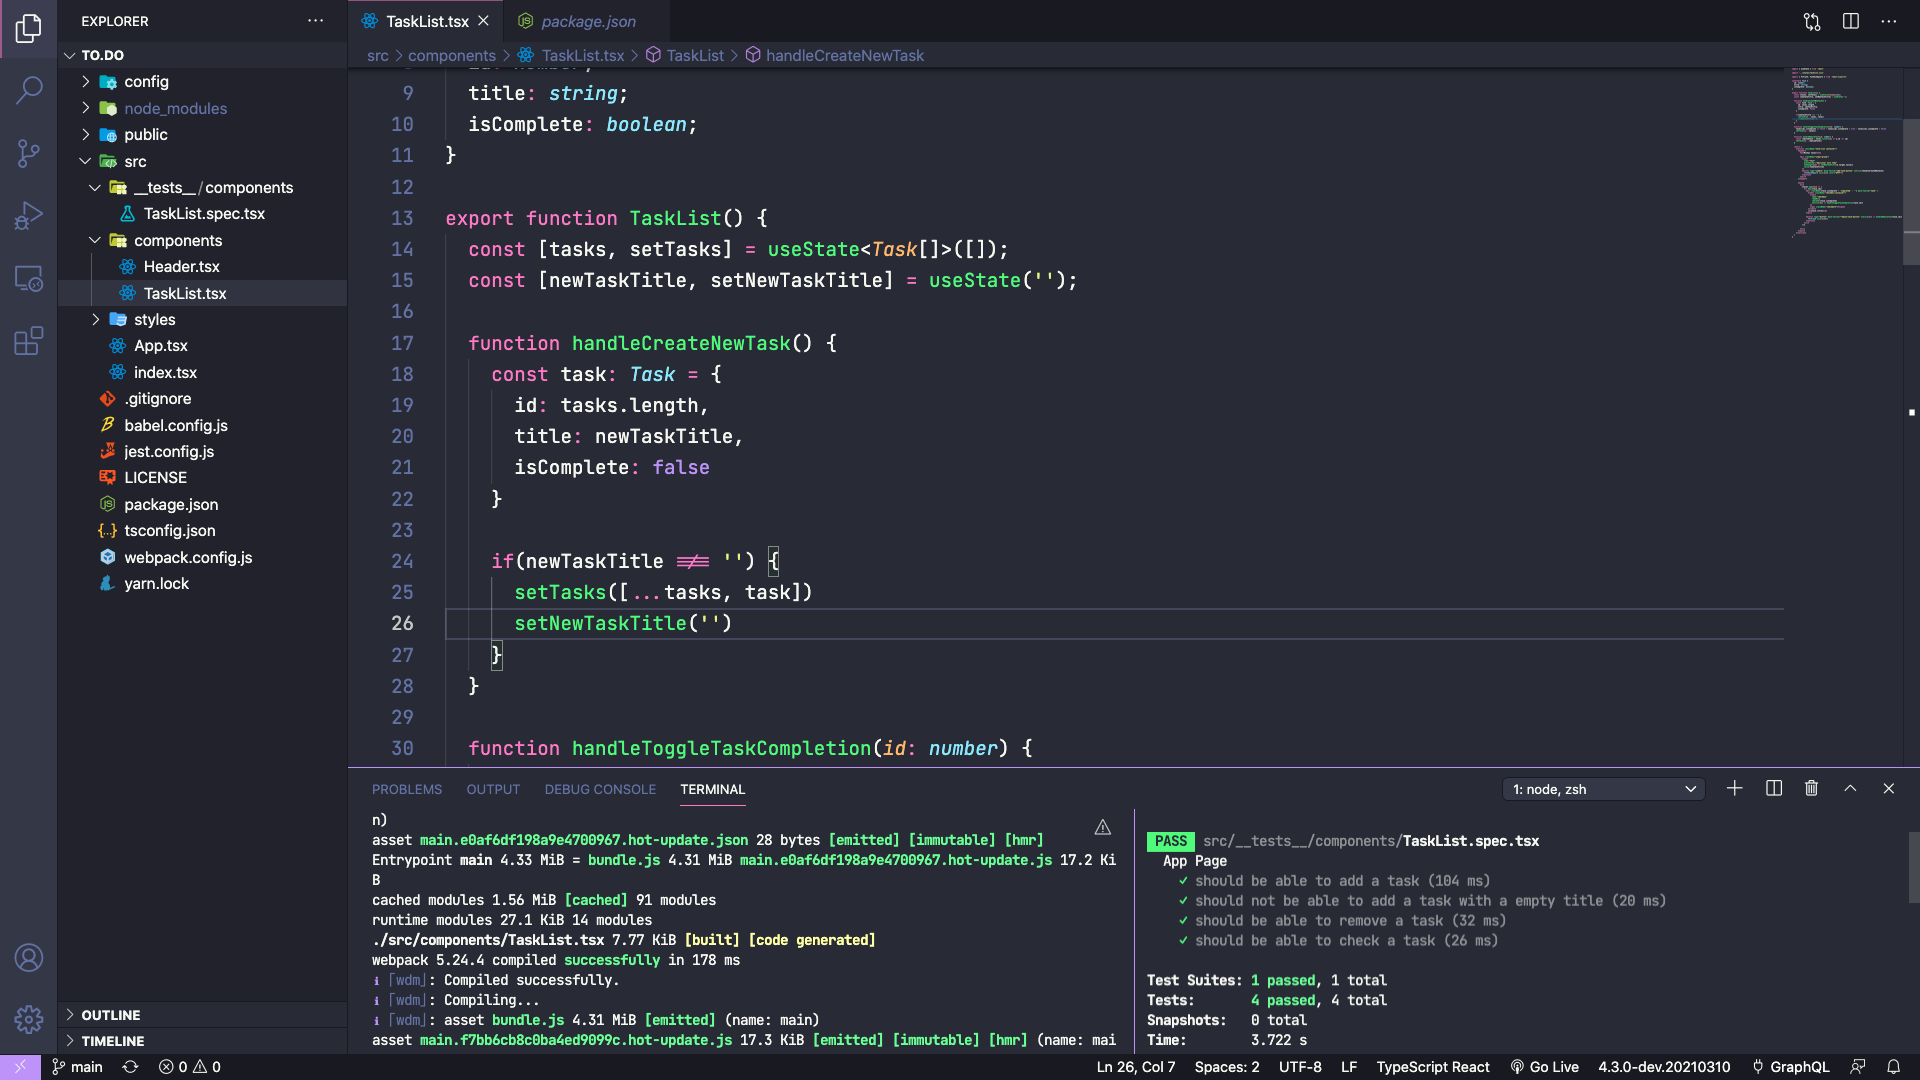 EXPLORER
TO.DO
config
node_modules
public
src
__tests__/components
TaskList.spec.tsx
components
Header.tsx
TaskList.tsx
styles
App.tsx
index.tsx
.gitignore
babel.config.js
jest.config.js
LICENSE
package.json
tsconfig.json
webpack.config.js
yarn.lock
OUTLINE
TIMELINE
TaskList.tsx package.json
src > components > TaskList.tsx > TaskList > handleCreateNewTask
9 title: string;
10 isComplete: boolean;
11 }
12
13 export function TaskList() {
14 const [tasks, setTasks] = useState<Task[]>([]);
15 const [newTaskTitle, setNewTaskTitle] = useState('');
16
17 function handleCreateNewTask() {
18 const task: Task = {
19 id: tasks.length,
20 title: newTaskTitle,
21 isComplete: false
22 }
23
24 if(newTaskTitle !== '') {
25 setTasks([...tasks, task])
26 setNewTaskTitle('')
27 }
28 }
29
30 function handleToggleTaskCompletion(id: number) {
PROBLEMS OUTPUT DEBUG CONSOLE TERMINAL
1: node, zsh
n)
asset main.e0af6df198a9e4700967.hot-update.json 28 bytes [emitted] [immutable] [hmr]
Entrypoint main 4.33 MiB = bundle.js 4.31 MiB main.e0af6df198a9e4700967.hot-update.js 17.2 Ki
B
cached modules 1.56 MiB [cached] 91 modules
runtime modules 27.1 KiB 14 modules
./src/components/TaskList.tsx 7.77 KiB [built] [code generated]
webpack 5.24.4 compiled successfully in 178 ms
i ｢wdm｣: Compiled successfully.
i ｢wdm｣: Compiling...
i ｢wdm｣: asset bundle.js 4.31 MiB [emitted] (name: main)
asset main.f7bb6cb8c0ba4ed9099c.hot-update.js 17.3 KiB [emitted] [immutable] [hmr] (name: mai
PASS src/__tests__/components/TaskList.spec.tsx
App Page
✓ should be able to add a task (104 ms)
✓ should not be able to add a task with a empty title (20 ms)
✓ should be able to remove a task (32 ms)
✓ should be able to check a task (26 ms)
Test Suites: 1 passed, 1 total
Tests: 4 passed, 4 total
Snapshots: 0 total
Time: 3.722 s
main 0 0 Ln 26, Col 7 Spaces: 2 UTF-8 LF TypeScript React Go Live 4.3.0-dev.20210310 GraphQL